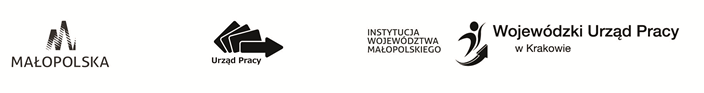 MAŁOPOLSKA
Urząd Pracy
INSTYTUCJA
WOJEWÓDZTWA
MAŁOPOLSKIEGO
Wojewódzki Urząd Pracy
w Krakowie